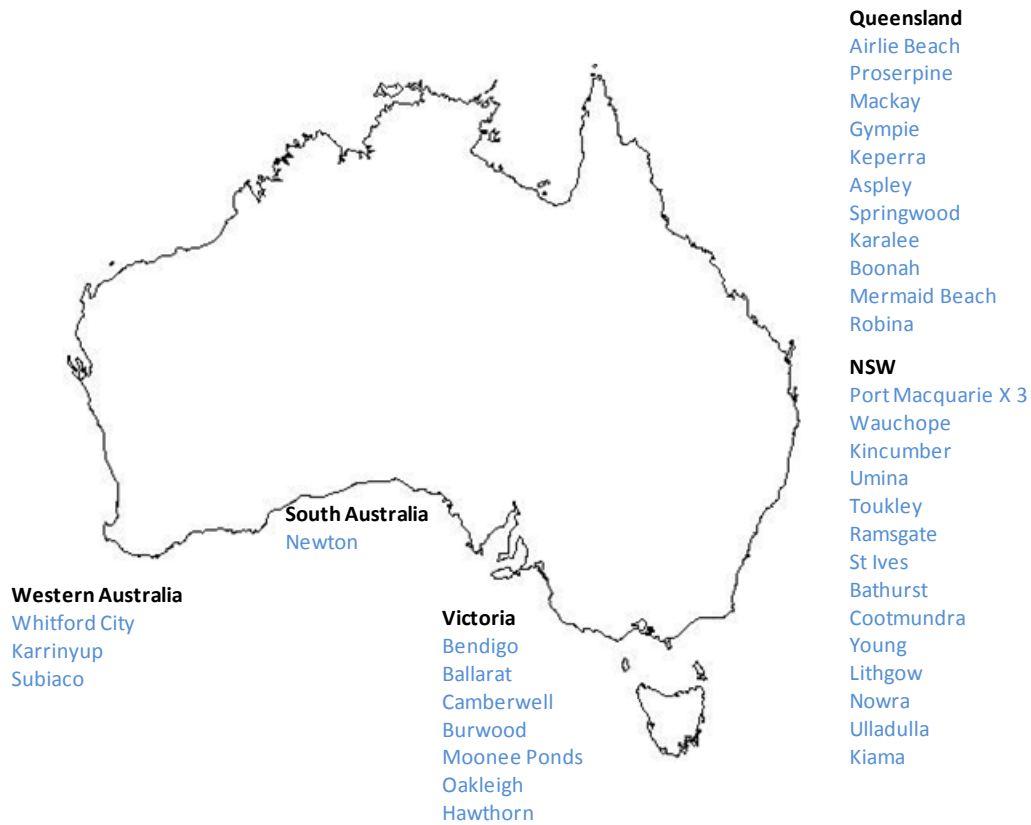 Queensland
Airlie Beach
Proserpine
Mackay
Gympie
Keperra
Aspley
Springwood
Karalee
Boonah
Mermaid Beach
Robina
NSW
Port Macquarie X 3
Wauchope
Kincumber
Umina
Toukley
Ramsgate
St Ives
Bathurst
Cootmundra
Young
Lithgow
Nowra
Ulladulla
Kiama
South Australia
Newton
Western Australia
Whitford City
Karrinyup
Subiaco
Victoria
Bendigo
Ballarat
Camberwell
Burwood
Moonee Ponds
Oakleigh
Hawthorn